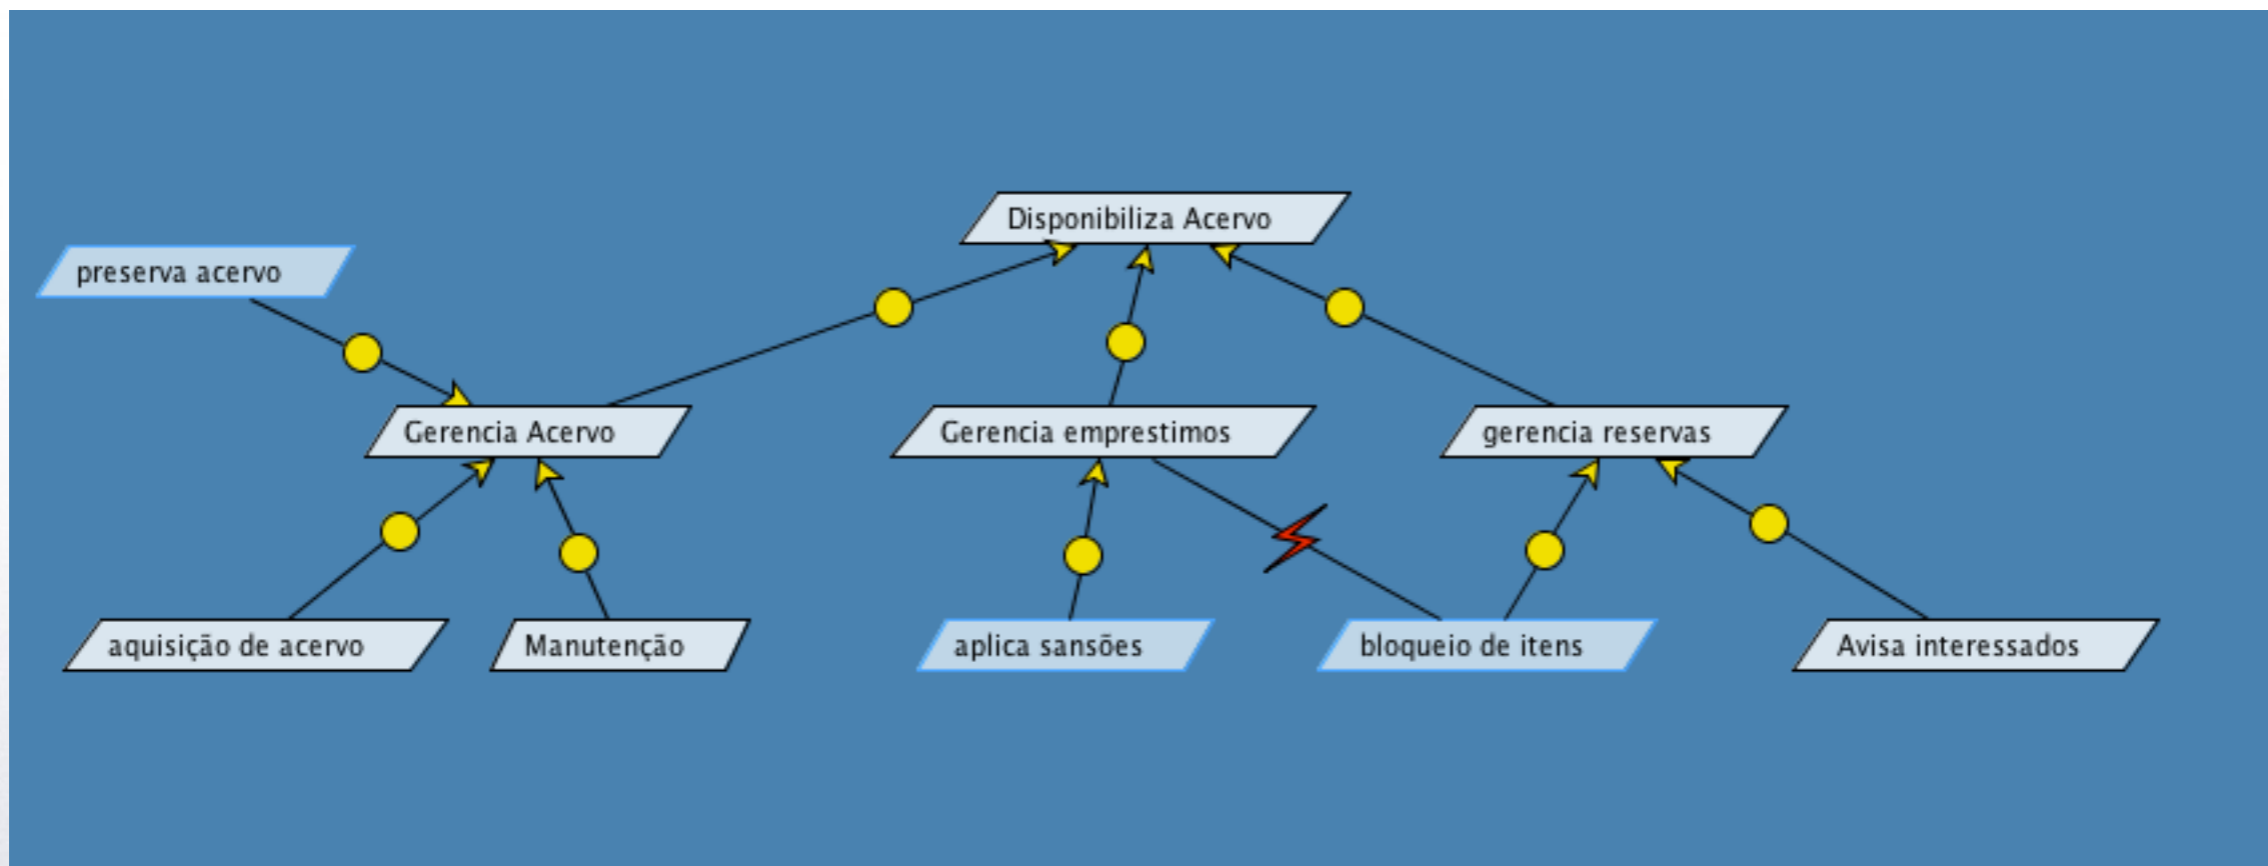 Disponibiliza Acervo
preserva acervo
Gerencia Acervo
Gerencia emprestimos
gerencia reservas
aquisição de acervo
Manutenção
aplica sansões
bloqueio de itens
Avisa interessados